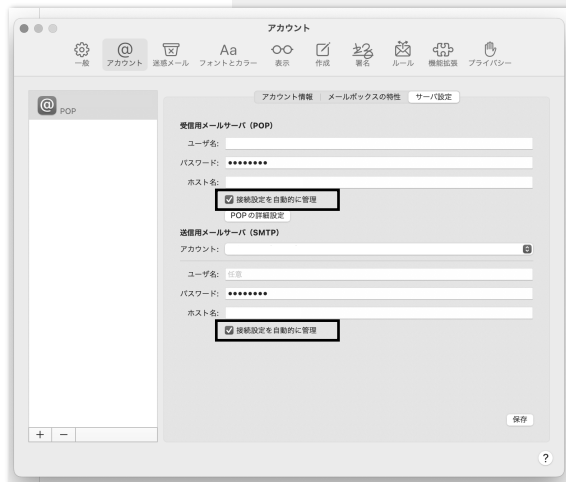 アカウント
一般 アカウント 迷惑メール フォントとカラー 表示 作成 署名 ルール 機能拡張 プライバシー
POP
アカウント情報 メールボックスの特性 サーバ設定
受信用メールサーバ（POP）
ユーザ名:
パスワード: ●●●●●●●●
ホスト名:
接続設定を自動的に管理
POPの詳細設定
送信用メールサーバ（SMTP）
アカウント:
ユーザ名: 任意
パスワード: ●●●●●●●●
ホスト名:
接続設定を自動的に管理
保存
+ −
?